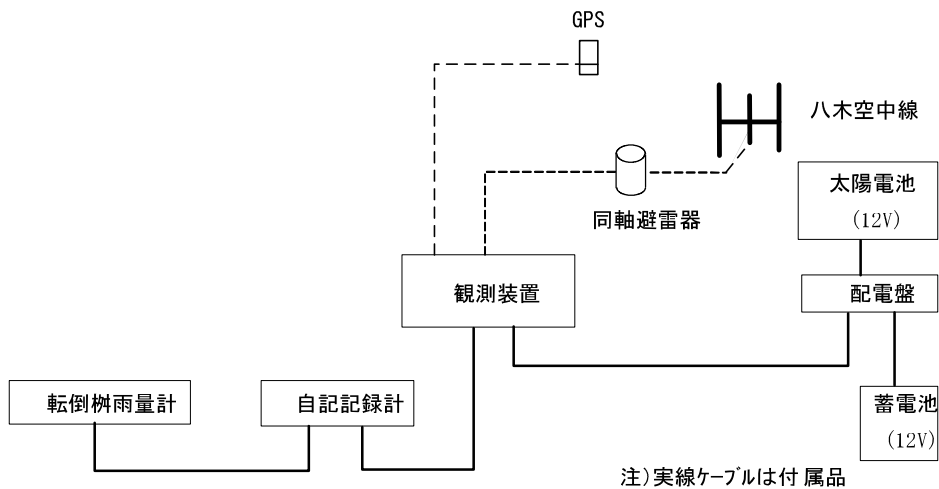 GPS
八木空中線
太陽電池
(12V)
同軸避雷器
観測装置
配電盤
転倒桝雨量計
自記記録計
蓄電池
(12V)
注)実線ケーブルは付属品